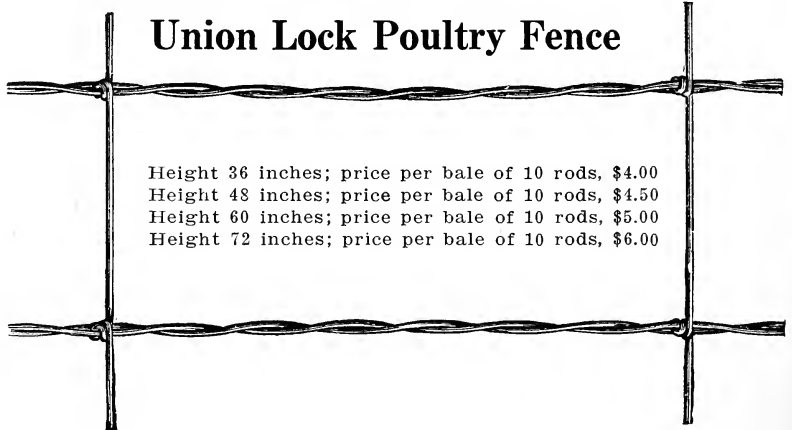 Union Lock Poultry Fence
Height 36 inches; price per bale of 10 rods, $4.00
Height 48 inches; price per bale of 10 rods, $4.50
Height 60 inches; price per bale of 10 rods, $5.00
Height 72 inches; price per bale of 10 rods, $6.00